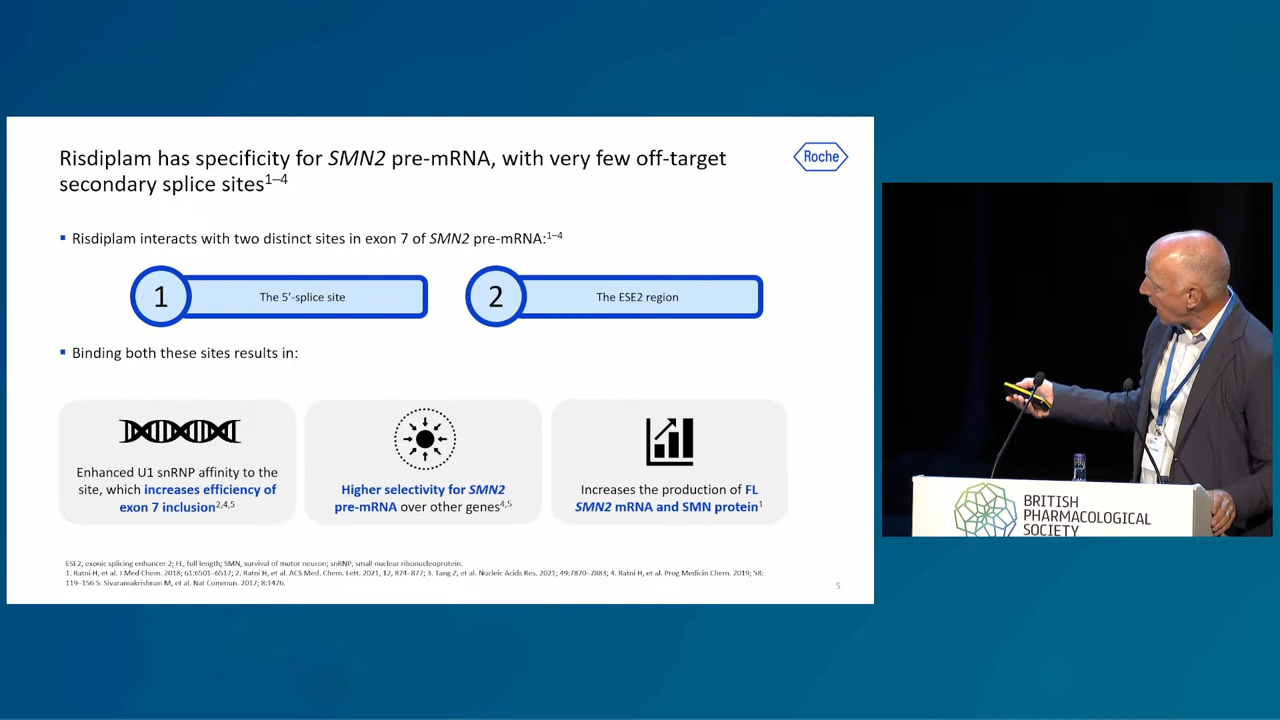 Risdiplam has specificity for SMN2 pre-mRNA, with very few off-target
secondary splice sites1–4
Roche
▪ Risdiplam interacts with two distinct sites in exon 7 of SMN2 pre-mRNA:1–4
1
The 5’-splice site
2
The ESE2 region
▪ Binding both these sites results in:
Enhanced U1 snRNP affinity to the
site, which increases efficiency of
exon 7 inclusion2,4,5
Higher selectivity for SMN2
pre-mRNA over other genes4,5
Increases the production of FL
SMN2 mRNA and SMN protein1
ESE2, exonic splicing enhancer 2; FL, full length; SMN, survival of motor neuron; snRNP, small nuclear ribonucleoprotein.
1. Ratni H, et al. J Med Chem. 2018; 61:6501–6517; 2. Ratni H, et al. ACS Med. Chem. Lett. 2021, 12, 874–877; 3. Tang Z, et al. Nucleic Acids Res. 2021; 49:7870–7883; 4. Ratni H, et al. Prog Medicin Chem. 2019; 58:
119–156 5. Sivaramakrishnan M, et al. Nat Commun. 2017; 8:1476.
5
BRITISH
PHARMACOLOGICAL
SOCIETY